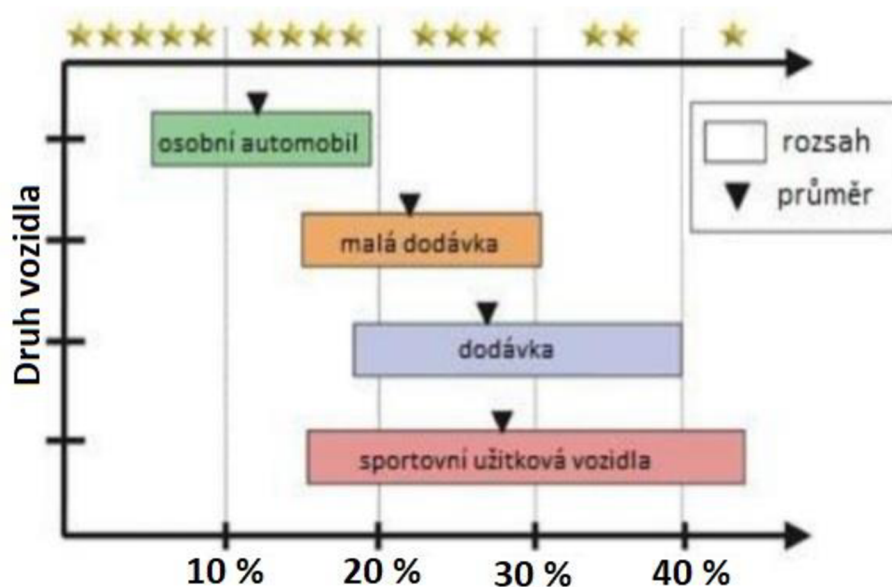 osobní automobil
rozsah
průměr
malá dodávka
Druh vozidla
dodávka
sportovní užitková vozidla
10 %
20 %
30 %
40 %